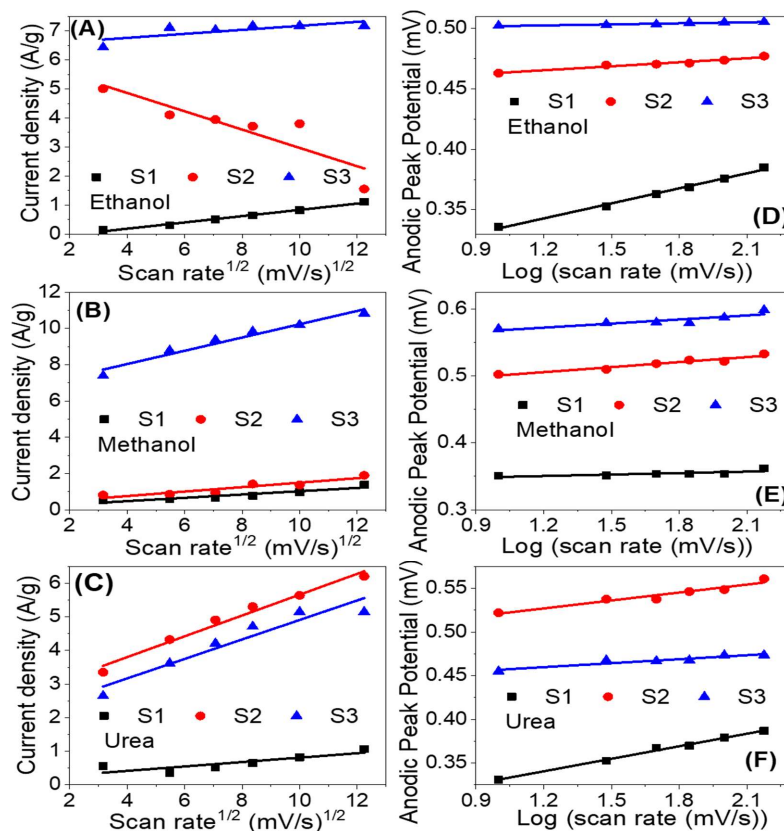 (A)
Current density (A/g)
7
6
5
4
3
2
1
0
S1 S2 S3
Ethanol
2 4 6 8 10 12
Scan rate1/2 (mV/s)1/2
Anodic Peak Potential (mV)
0.50
0.45
0.40
0.35
S1 S2 S3
Ethanol
(D)
0.9 1.2 1.5 1.8 2.1
Log (scan rate (mV/s))
(B)
Current density (A/g)
12
10
8
6
4
2
0
S1 S2 S3
Methanol
2 4 6 8 10 12
Scan rate1/2 (mV/s)1/2
Anodic Peak Potential (mV)
0.6
0.5
0.4
0.3
S1 S2 S3
Methanol
(E)
0.9 1.2 1.5 1.8 2.1
Log (scan rate (mV/s))
(C)
Current density (A/g)
6
5
4
3
2
1
0
S1 S2 S3
Urea
2 4 6 8 10 12
Scan rate1/2 (mV/s)1/2
Anodic Peak Potential (mV)
0.55
0.50
0.45
0.40
0.35
S1 S2 S3
Urea
(F)
0.9 1.2 1.5 1.8 2.1
Log (scan rate (mV/s))